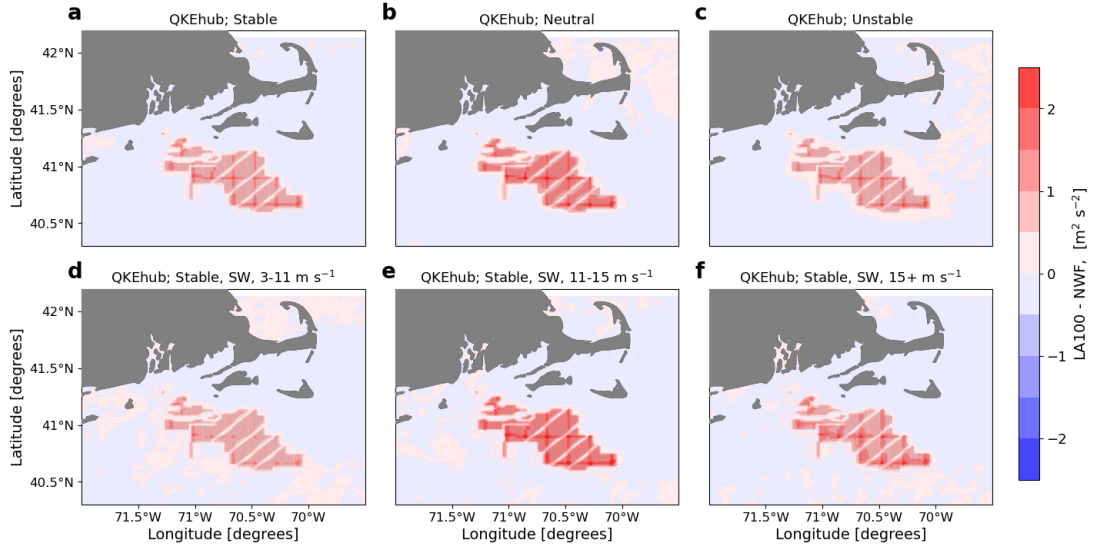 a QKEhub; Stable
b QKEhub; Neutral
c QKEhub; Unstable
42°N
41.5°N
41°N
40.5°N
Latitude [degrees]
d QKEhub; Stable, SW, 3-11 m s⁻¹
e QKEhub; Stable, SW, 11-15 m s⁻¹
f QKEhub; Stable, SW, 15+ m s⁻¹
42°N
41.5°N
41°N
40.5°N
Latitude [degrees]
71.5°W 71°W 70.5°W 70°W
71.5°W 71°W 70.5°W 70°W
71.5°W 71°W 70.5°W 70°W
Longitude [degrees]
Longitude [degrees]
Longitude [degrees]
2
1
0
−1
−2
LA100 - NWF, [m² s⁻²]